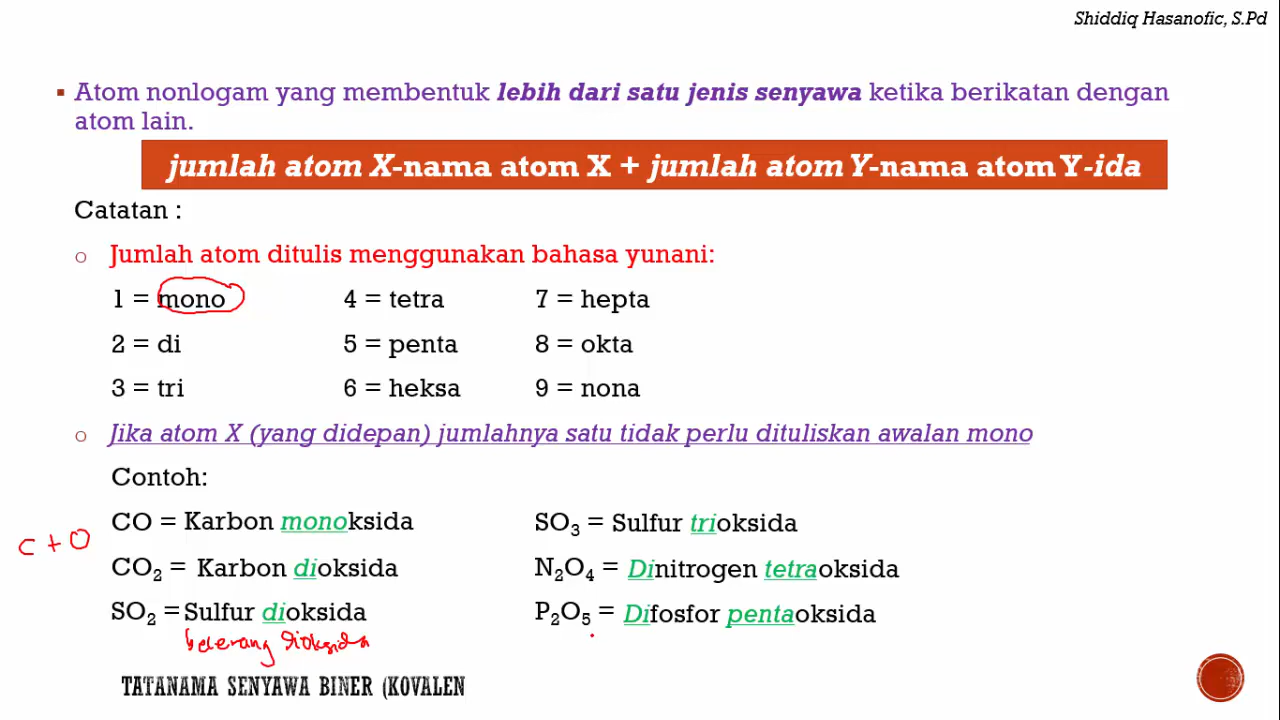 Shiddiq Hasanofic, S.Pd
▪ Atom nonlogam yang membentuk lebih dari satu jenis senyawa ketika berikatan dengan
atom lain.
jumlah atom X-nama atom X + jumlah atom Y-nama atom Y-ida
Catatan :
o Jumlah atom ditulis menggunakan bahasa yunani:
1 = mono 4 = tetra 7 = hepta
2 = di 5 = penta 8 = okta
3 = tri 6 = heksa 9 = nona
o Jika atom X (yang didepan) jumlahnya satu tidak perlu dituliskan awalan mono
Contoh:
CO = Karbon monoksida SO₃ = Sulfur trioksida
C + O
CO₂ = Karbon dioksida N₂O₄ = Dinitrogen tetraoksida
SO₂ = Sulfur dioksida P₂O₅ = Difosfor pentaoksida
belerang dioksida
TATANAMA SENYAWA BINER (KOVALEN